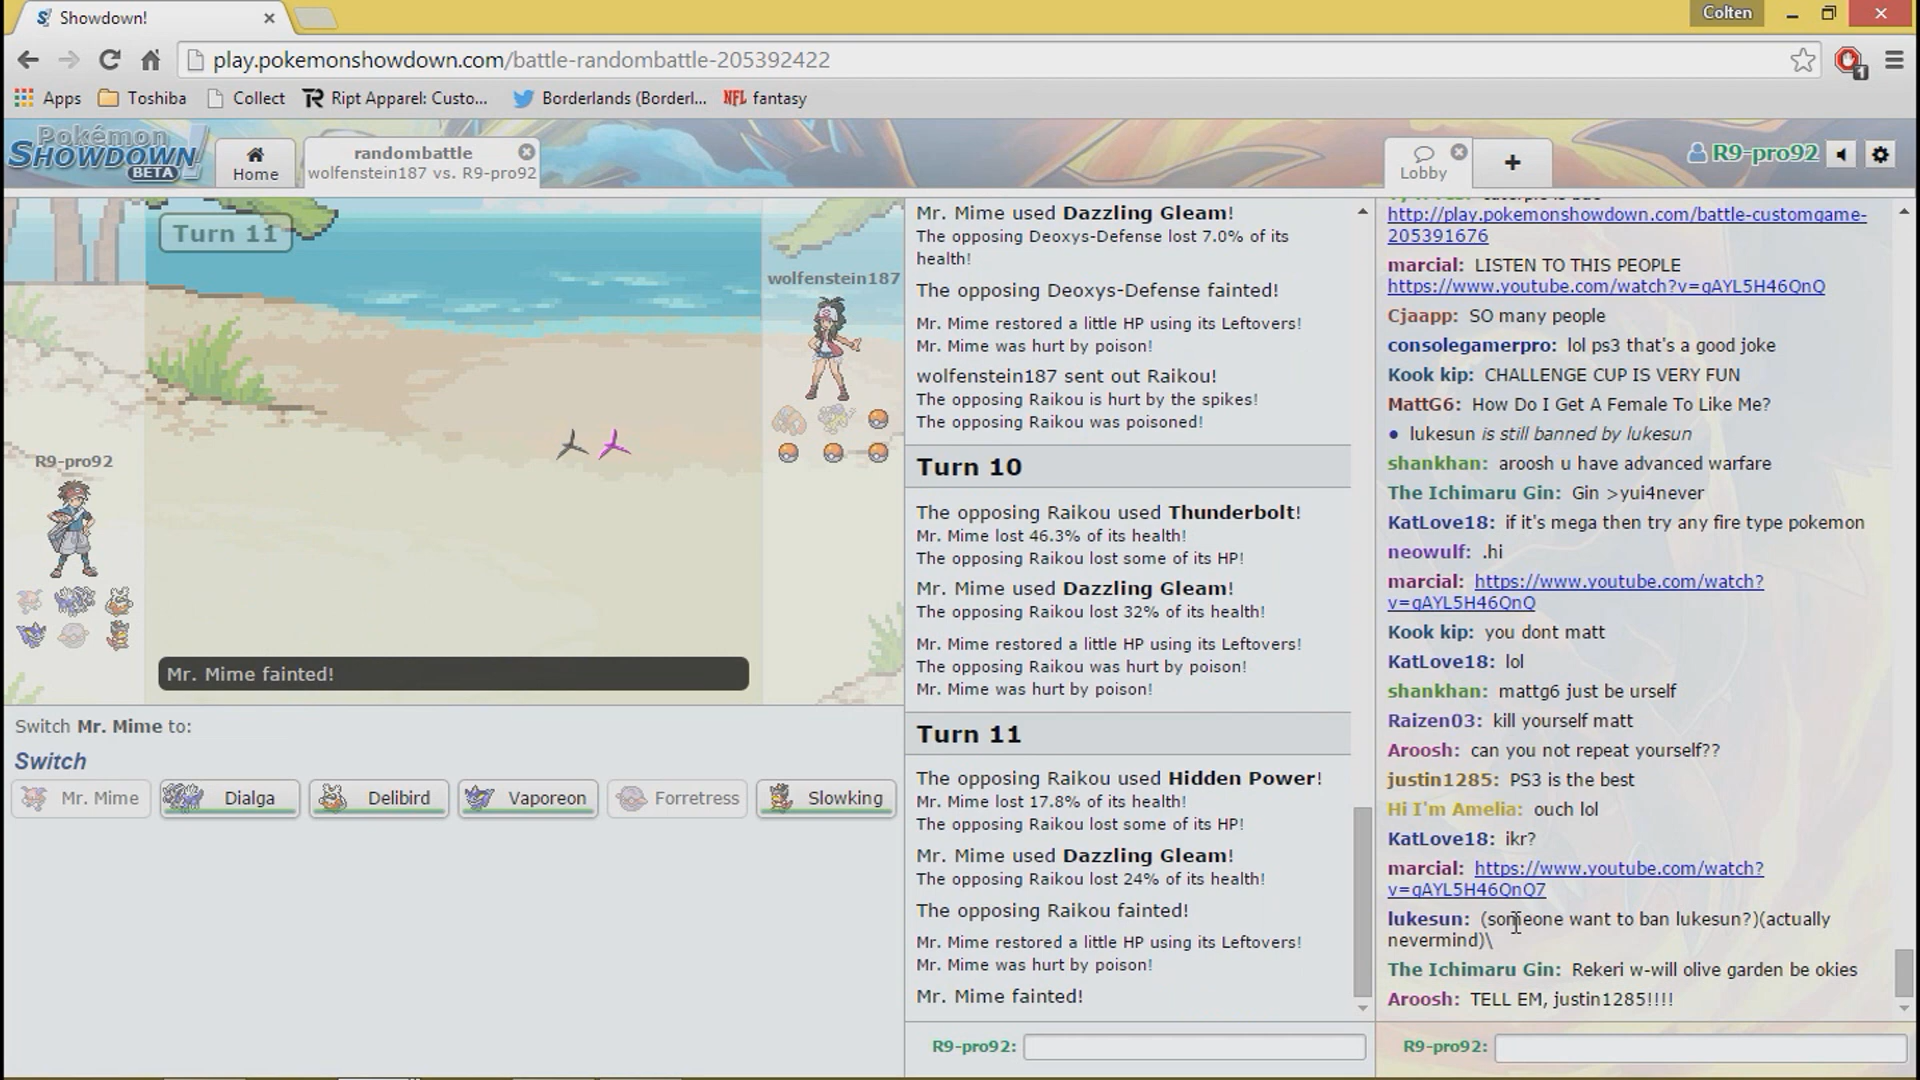 Showdown!
Colten
play.pokemonshowdown.com/battle-randombattle-205392422
1
Apps
Toshiba
Collect
Ript Apparel: Custo...
Borderlands (Borderl...
NFL fantasy
Pokémon
SHOWDOWN!
BETA
Home
randombattle
wolfenstein187 vs. R9-pro92
Lobby
+
R9-pro92
Turn 11
wolfenstein187
R9-pro92
Mr. Mime fainted!
Switch Mr. Mime to:
Switch
Mr. Mime
Dialga
Delibird
Vaporeon
Forretress
Slowking
Mr. Mime used Dazzling Gleam!
The opposing Deoxys-Defense lost 7.0% of its
health!
The opposing Deoxys-Defense fainted!
Mr. Mime restored a little HP using its Leftovers!
Mr. Mime was hurt by poison!
wolfenstein187 sent out Raikou!
The opposing Raikou is hurt by the spikes!
The opposing Raikou was poisoned!
Turn 10
The opposing Raikou used Thunderbolt!
Mr. Mime lost 46.3% of its health!
The opposing Raikou lost some of its HP!
Mr. Mime used Dazzling Gleam!
The opposing Raikou lost 32% of its health!
Mr. Mime restored a little HP using its Leftovers!
The opposing Raikou was hurt by poison!
Mr. Mime was hurt by poison!
Turn 11
The opposing Raikou used Hidden Power!
Mr. Mime lost 17.8% of its health!
The opposing Raikou lost some of its HP!
Mr. Mime used Dazzling Gleam!
The opposing Raikou lost 24% of its health!
The opposing Raikou fainted!
Mr. Mime restored a little HP using its Leftovers!
Mr. Mime was hurt by poison!
Mr. Mime fainted!
R9-pro92:
http://play.pokemonshowdown.com/battle-customgame-
205391676
marcial: LISTEN TO THIS PEOPLE
https://www.youtube.com/watch?v=gAYL5H46QnQ
Cjaapp: SO many people
consolegamerpro: lol ps3 that's a good joke
Kook kip: CHALLENGE CUP IS VERY FUN
MattG6: How Do I Get A Female To Like Me?
• lukesun is still banned by lukesun
shankhan: aroosh u have advanced warfare
The Ichimaru Gin: Gin >yui4never
KatLove18: if it's mega then try any fire type pokemon
neowulf: .hi
marcial: https://www.youtube.com/watch?
v=gAYL5H46QnQ
Kook kip: you dont matt
KatLove18: lol
shankhan: mattg6 just be urself
Raizen03: kill yourself matt
Aroosh: can you not repeat yourself??
justin1285: PS3 is the best
Hi I'm Amelia: ouch lol
KatLove18: ikr?
marcial: https://www.youtube.com/watch?
v=gAYL5H46QnQ7
lukesun: (someone want to ban lukesun?)(actually
nevermind)\
The Ichimaru Gin: Rekeri w-will olive garden be okies
Aroosh: TELL EM, justin1285!!!!
R9-pro92: